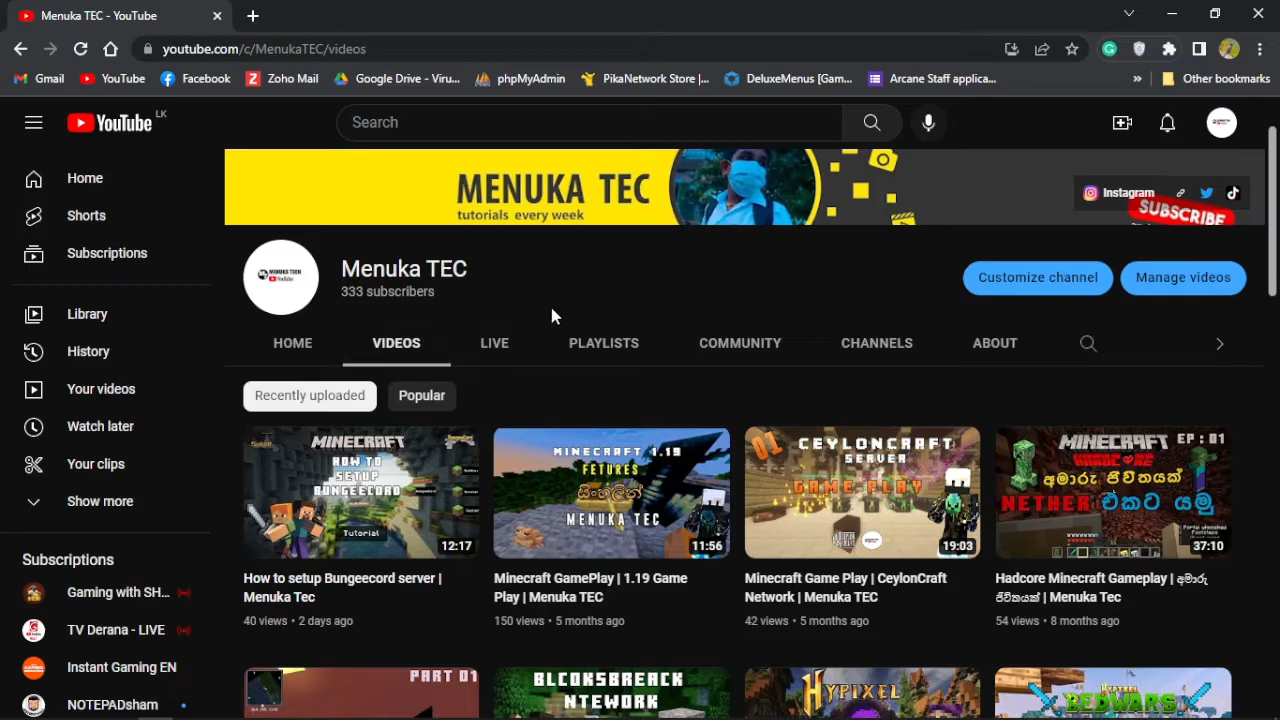 Menuka TEC - YouTube
youtube.com/c/MenukaTEC/videos
Gmail
YouTube
Facebook
Zoho Mail
Google Drive - Viru...
phpMyAdmin
PikaNetwork Store |...
DeluxeMenus [Gam...
Arcane Staff applica...
»
Other bookmarks
YouTube LK
Search
Home
Shorts
Subscriptions
Library
History
Your videos
Watch later
Your clips
Show more
Subscriptions
Gaming with SH...
TV Derana - LIVE
Instant Gaming EN
NOTEPADsham
MENUKA TEC
tutorials every week
Instagram
SUBSCRIBE
MENUKA TECH
YouTube
Menuka TEC
333 subscribers
Customize channel
Manage videos
HOME
VIDEOS
LIVE
PLAYLISTS
COMMUNITY
CHANNELS
ABOUT
Recently uploaded
Popular
MINECRAFT
HOW TO
SETUP
BUNGEECORD
Tutorial
12:17
How to setup Bungeecord server |
Menuka Tec
40 views • 2 days ago
MINECRAFT 1.19
FETURES
සිංහලින්
MENUKA TEC
11:56
Minecraft GamePlay | 1.19 Game
Play | Menuka TEC
150 views • 5 months ago
01
CEYLONCRAFT
SERVER
GAME PLAY
19:03
Minecraft Game Play | CeylonCraft
Network | Menuka TEC
42 views • 5 months ago
MINECRAFT EP:01
HARDCORE
අමාරු ජීවිතයක්
NETHER එකට යමු
37:10
Hadcore Minecraft Gameplay | අමාරු
ජීවිතයක් | Menuka Tec
54 views • 8 months ago
PART 01
BLCOKSBREACK
NTEWORK
HYPIXEL
BEDWARS